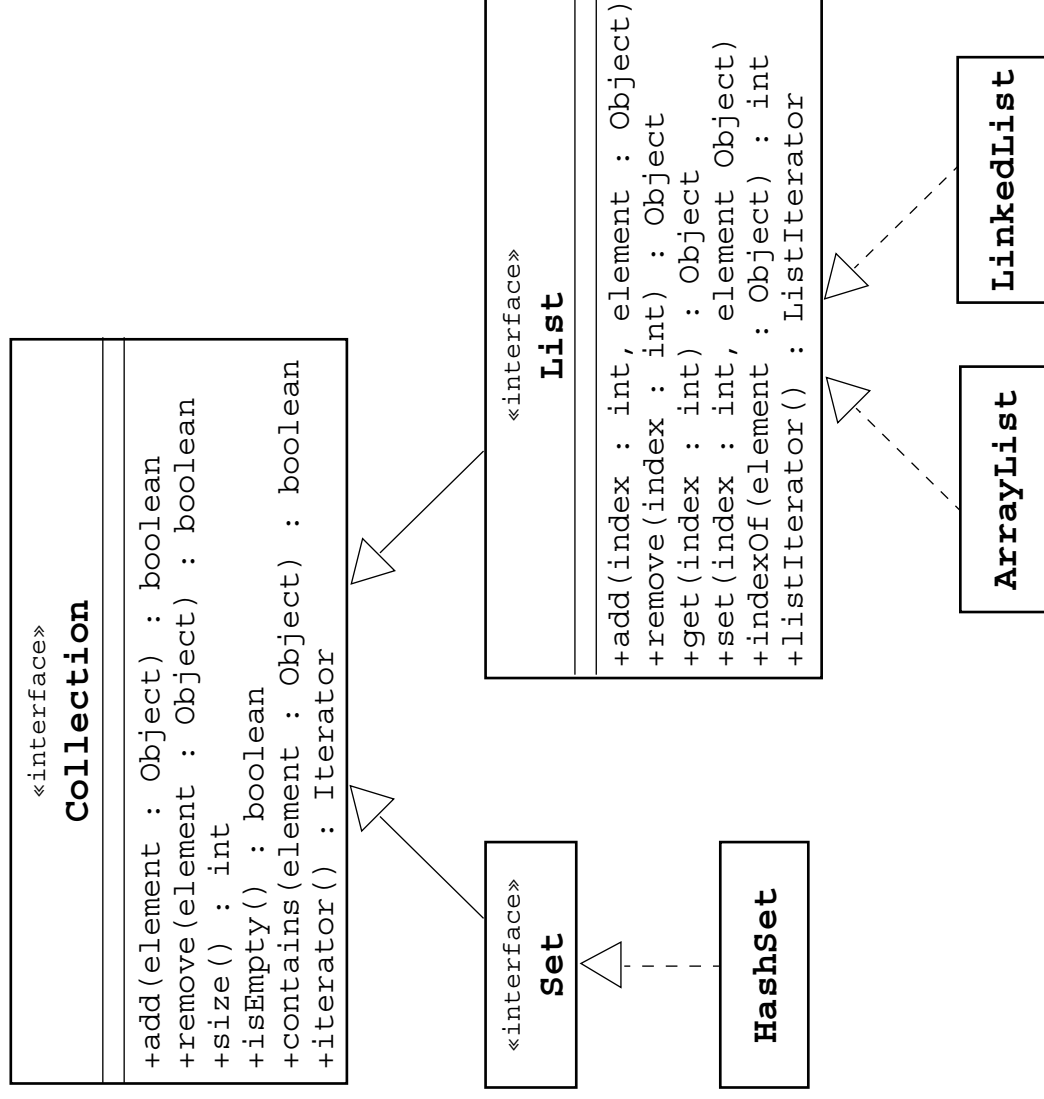 «interface»
Collection
+add(element : Object) : boolean
+remove(element : Object) : boolean
+size() : int
+isEmpty() : boolean
+contains(element : Object) : boolean
+iterator() : Iterator
«interface»
Set
HashSet
«interface»
List
+add(index : int, element : Object)
+remove(index : int) : Object
+get(index : int) : Object
+set(index : int, element Object)
+indexOf(element : Object) : int
+listIterator() : ListIterator
ArrayList
LinkedList